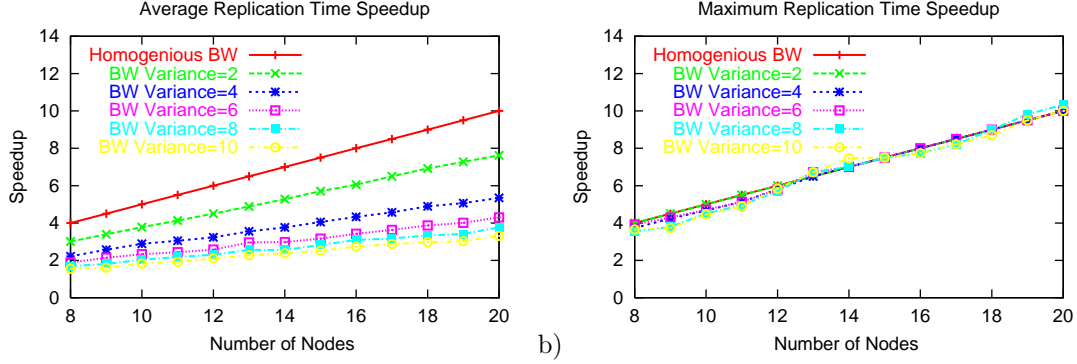 Average Replication Time Speedup
14
12
10
8
6
4
2
0
Speedup
Homogenious BW
BW Variance=2
BW Variance=4
BW Variance=6
BW Variance=8
BW Variance=10
8 10 12 14 16 18 20
Number of Nodes
b)
Maximum Replication Time Speedup
14
12
10
8
6
4
2
0
Speedup
Homogenious BW
BW Variance=2
BW Variance=4
BW Variance=6
BW Variance=8
BW Variance=10
8 10 12 14 16 18 20
Number of Nodes